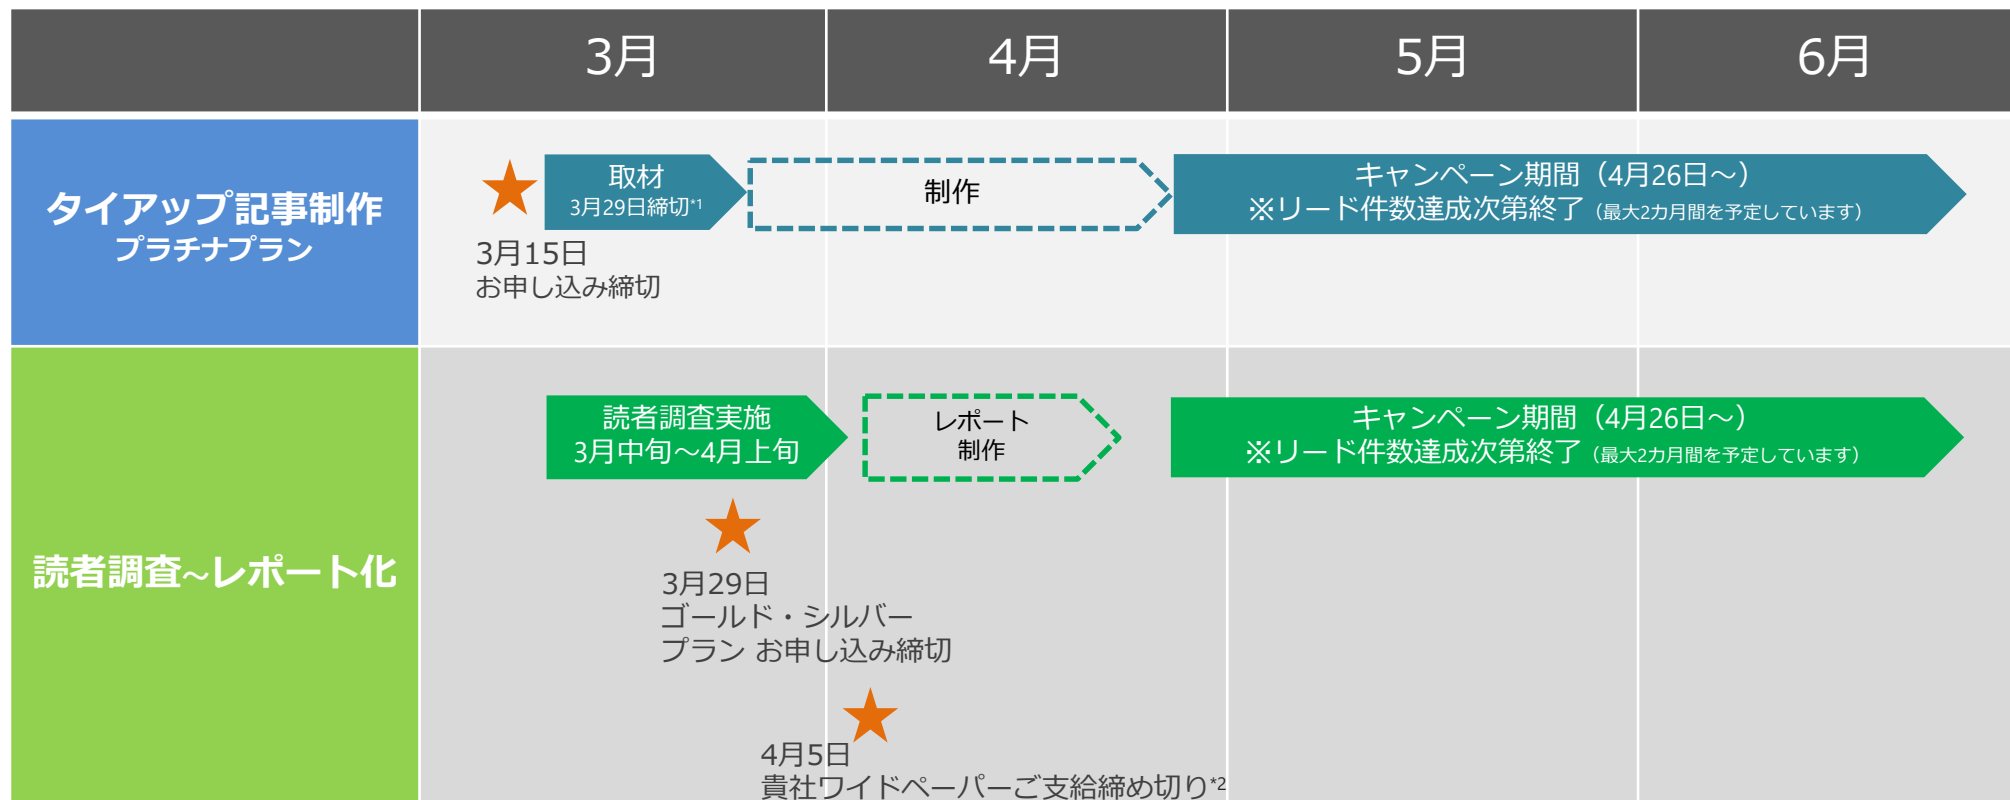 3月
4月
5月
6月
タイアップ記事制作
プラチナプラン
取材
3月29日締切*1
制作
キャンペーン期間（4月26日～）
※リード件数達成次第終了（最大2カ月間を予定しています）
3月15日
お申し込み締切
読者調査~レポート化
読者調査実施
3月中旬～4月上旬
レポート
制作
キャンペーン期間（4月26日～）
※リード件数達成次第終了（最大2カ月間を予定しています）
3月29日
ゴールド・シルバー
プラン お申し込み締切
4月5日
貴社ワイドペーパーご支給締め切り*2